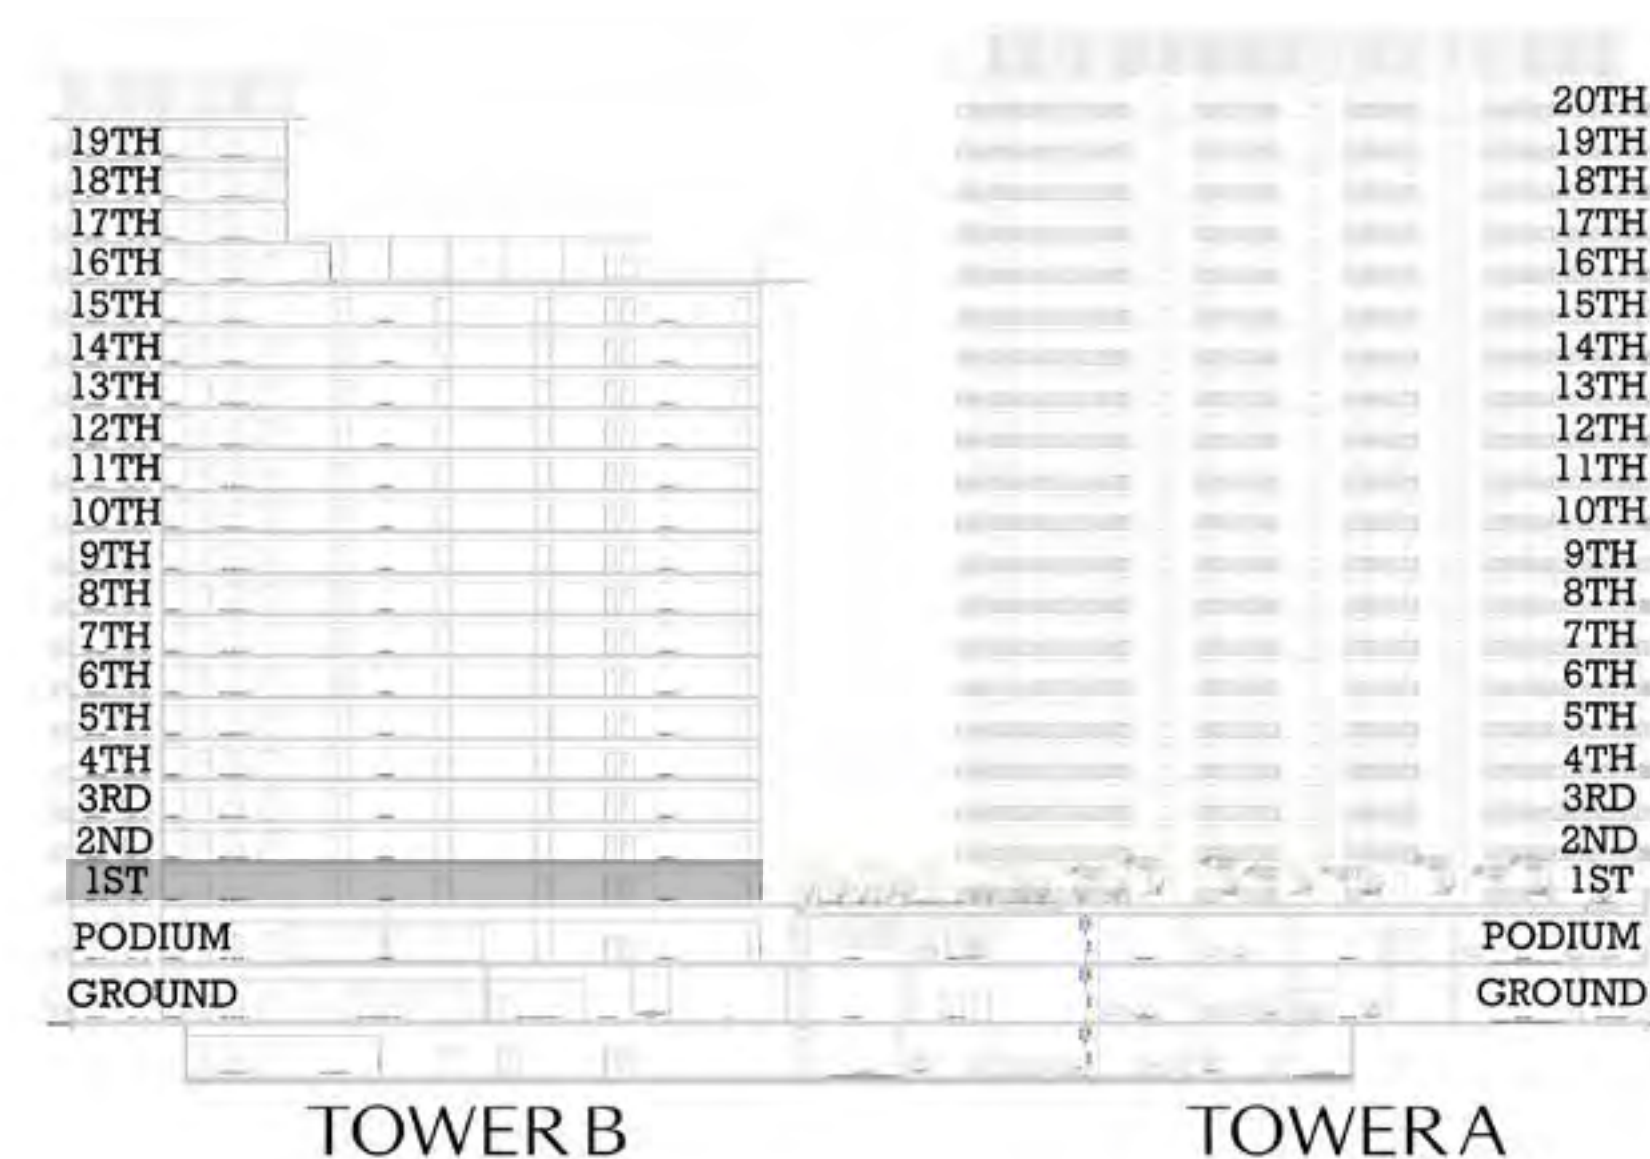 20TH
19TH 19TH
18TH 18TH
17TH 17TH
16TH 16TH
15TH 15TH
14TH 14TH
13TH 13TH
12TH 12TH
11TH 11TH
10TH 10TH
9TH 9TH
8TH 8TH
7TH 7TH
6TH 6TH
5TH 5TH
4TH 4TH
3RD 3RD
2ND 2ND
1ST 1ST
PODIUM PODIUM
GROUND GROUND
TOWER B TOWER A